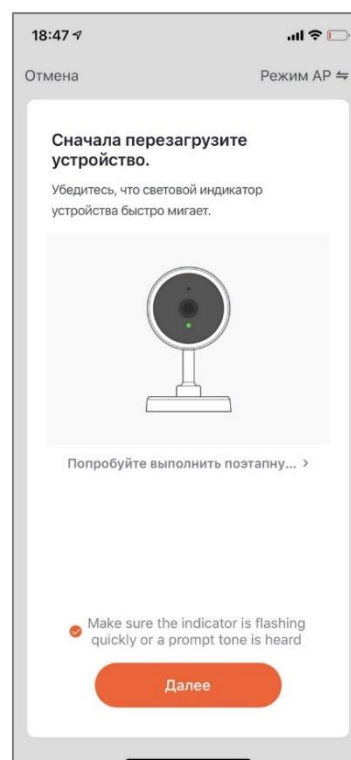 18:47
Отмена
Режим AP
Сначала перезагрузите
устройство.
Убедитесь, что световой индикатор
устройства быстро мигает.
Попробуйте выполнить поэтапну... >
Make sure the indicator is flashing
quickly or a prompt tone is heard
Далее